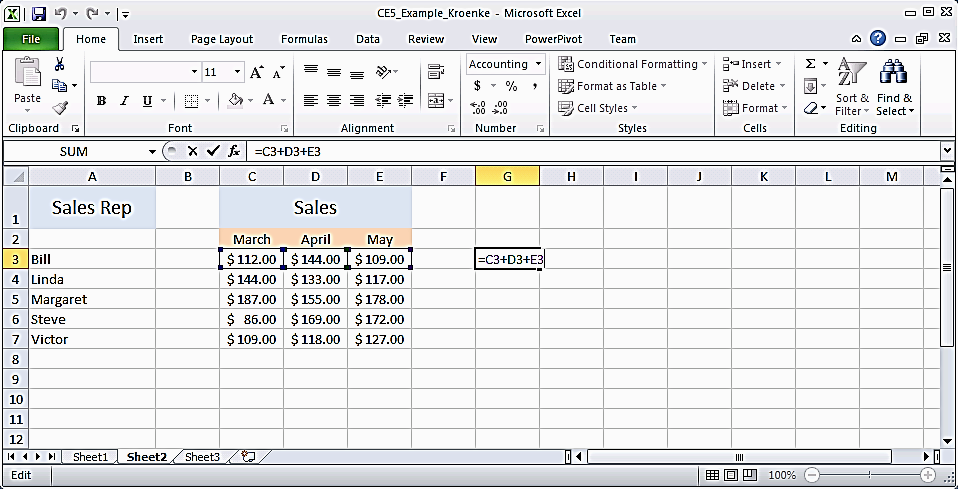 CE5_Example_Kroenke - Microsoft Excel
File Home Insert Page Layout Formulas Data Review View PowerPivot Team
11 Accounting Conditional Formatting Insert Σ
Paste B I U A $ % , Format as Table Delete Sort & Filter Find & Select
.00 .00 Cell Styles Format
Clipboard Font Alignment Number Styles Cells Editing
SUM fx =C3+D3+E3
A B C D E F G H I J K L M
1 Sales Rep Sales
2 March April May
3 Bill $ 112.00 $ 144.00 $ 109.00 =C3+D3+E3
4 Linda $ 144.00 $ 133.00 $ 117.00
5 Margaret $ 187.00 $ 155.00 $ 178.00
6 Steve $ 86.00 $ 169.00 $ 172.00
7 Victor $ 109.00 $ 118.00 $ 127.00
8
9
10
11
12
Sheet1 Sheet2 Sheet3
Edit 100%